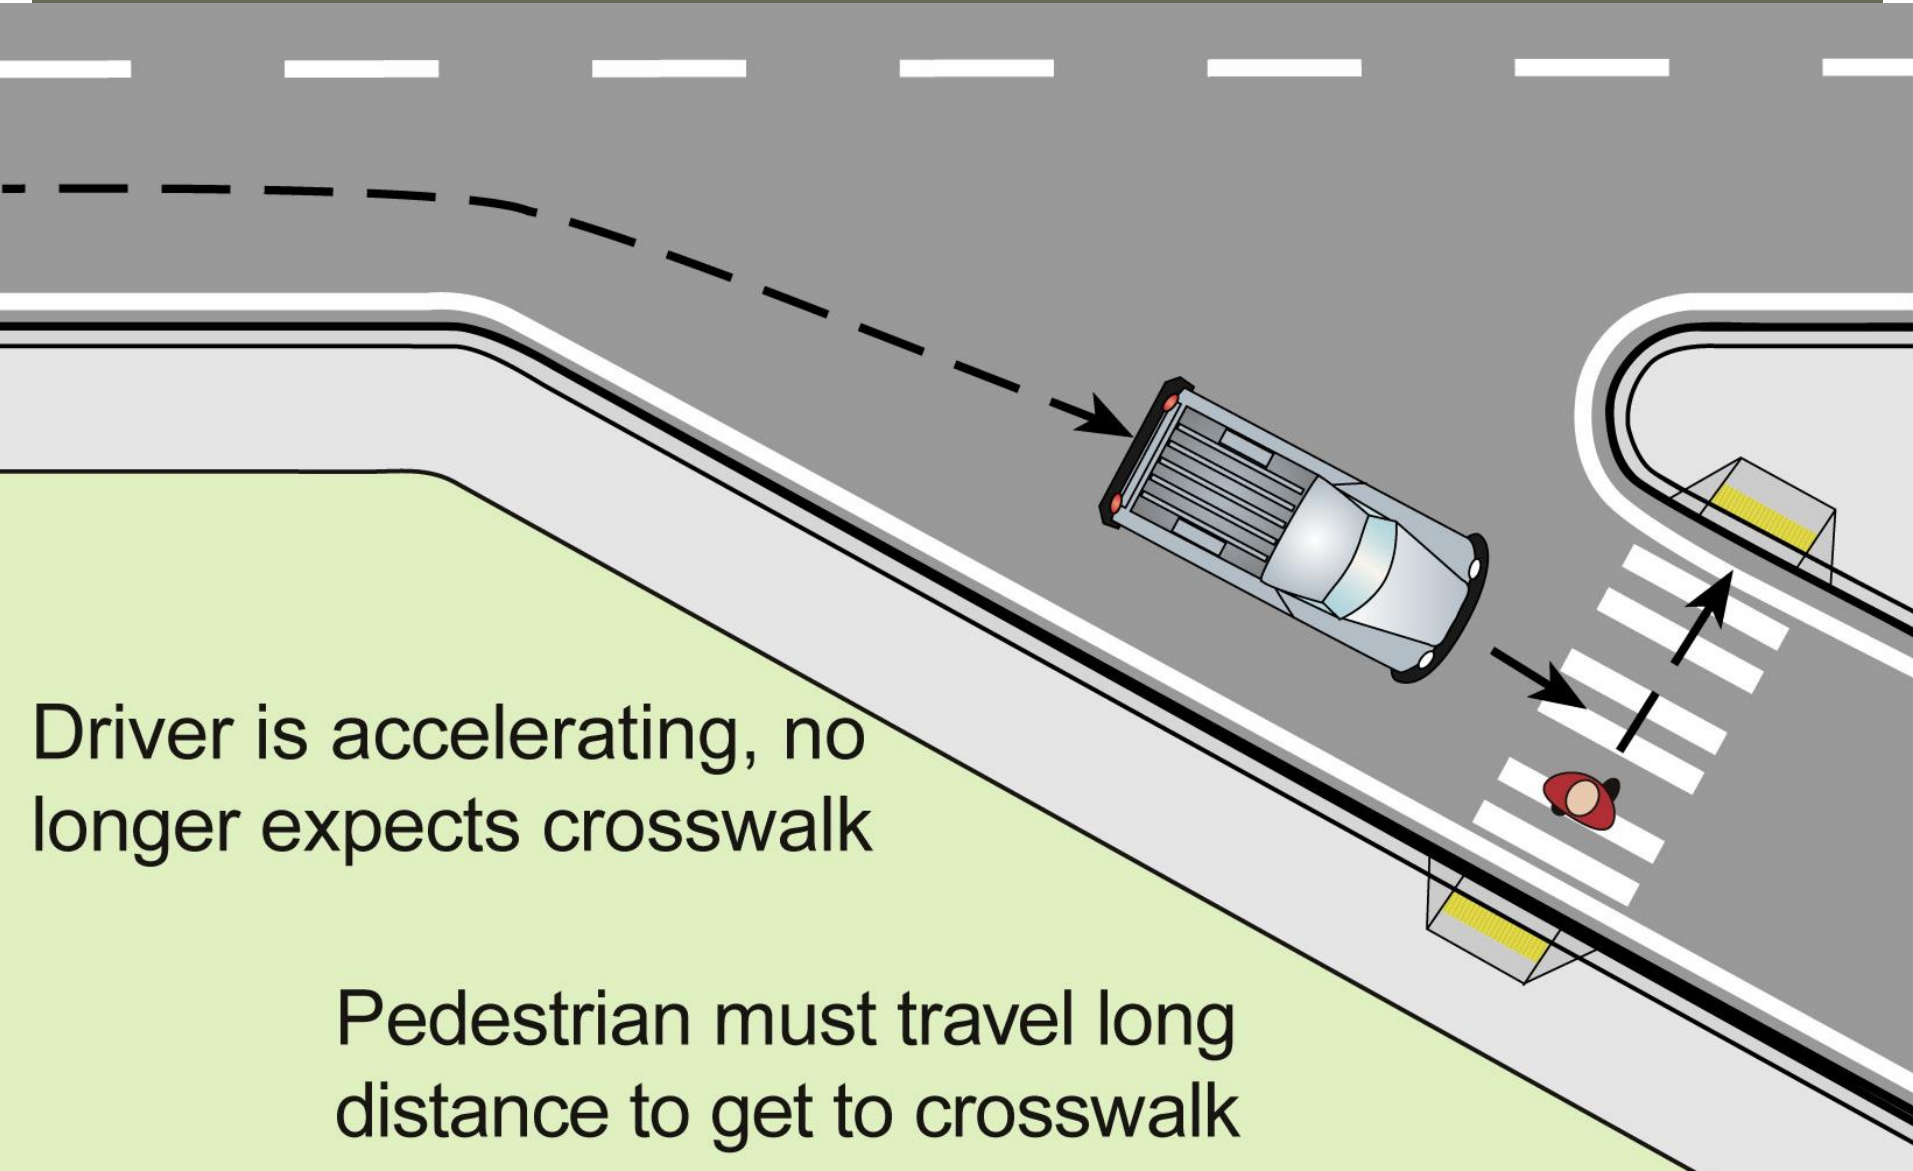 Driver is accelerating, no
longer expects crosswalk
Pedestrian must travel long
distance to get to crosswalk